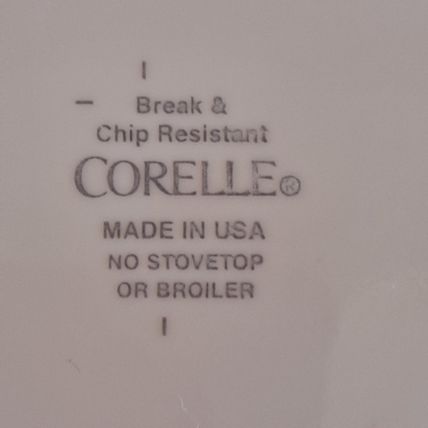 Break &
Chip Resistant
CORELLE®
MADE IN USA
NO STOVETOP
OR BROILER